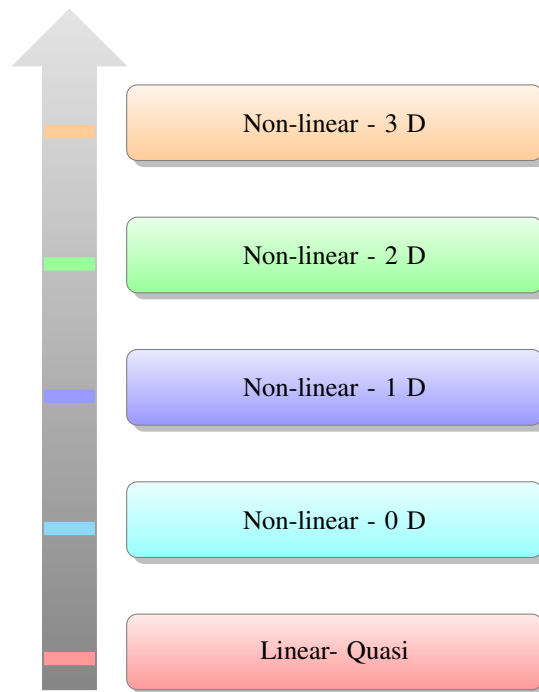 Non-linear - 3 D
Non-linear - 2 D
Non-linear - 1 D
Non-linear - 0 D
Linear- Quasi